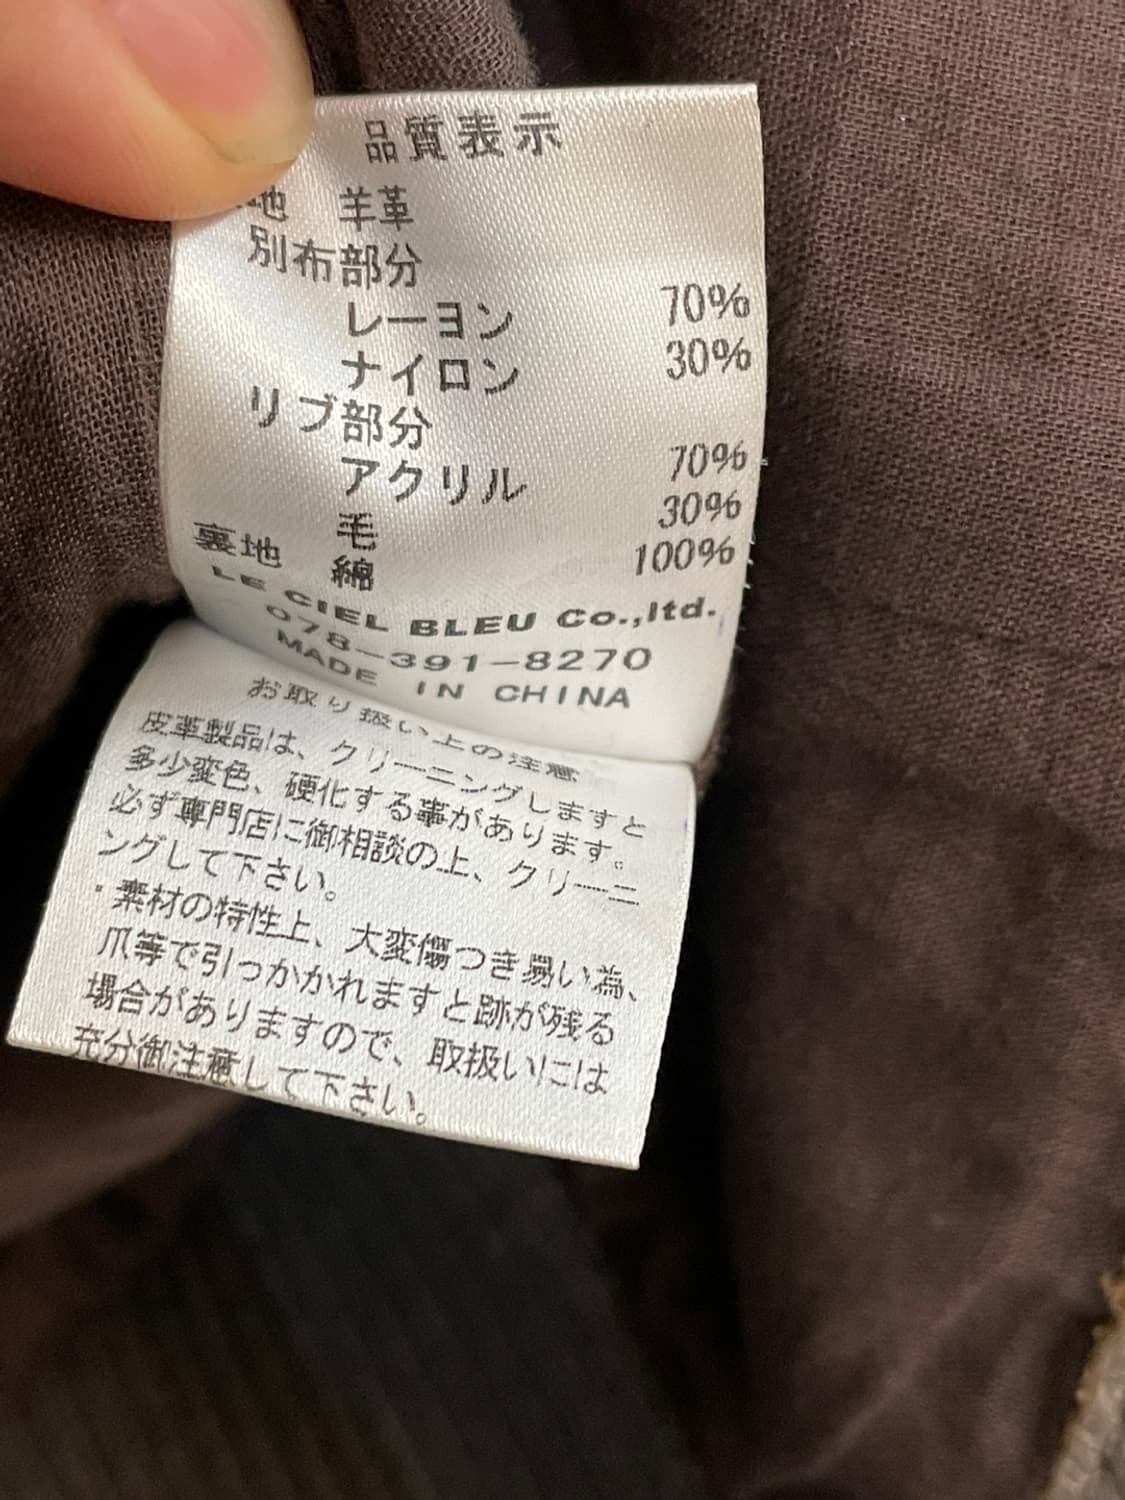 品質表示
地 羊革
別布部分
レーヨン 70%
ナイロン 30%
リブ部分
アクリル 70%
毛 30%
裏地 綿 100%
LE CIEL BLEU Co.,ltd.
078-391-8270
MADE IN CHINA
お取り扱い上の注意
皮革製品は、クリーニングしますと
多少変色、硬化する事があります。
必ず専門店に御相談の上、クリーニ
ングして下さい。
・素材の特性上、大変傷つき易い為、
爪等で引っかかれますと跡が残る
場合がありますので、取扱いには
充分御注意して下さい。